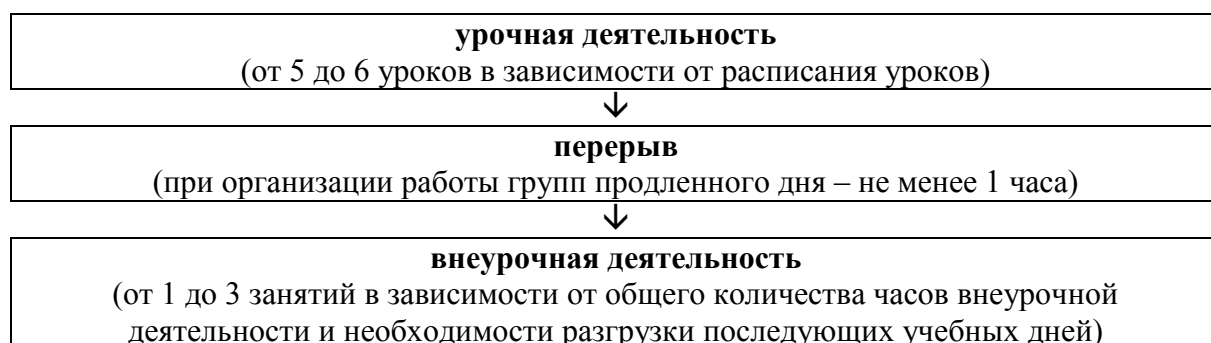 урочная деятельность
(от 5 до 6 уроков в зависимости от расписания уроков)
↓
перерыв
(при организации работы групп продленного дня – не менее 1 часа)
↓
внеурочная деятельность
(от 1 до 3 занятий в зависимости от общего количества часов внеурочной
деятельности и необходимости разгрузки последующих учебных дней)